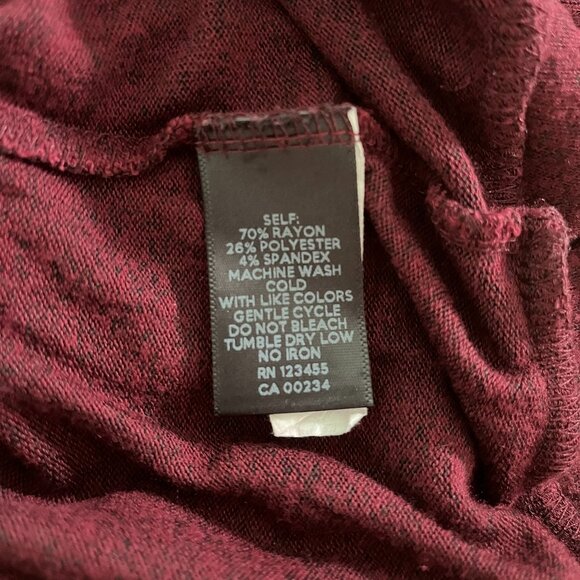 SELF:
70% RAYON
26% POLYESTER
4% SPANDEX
MACHINE WASH
COLD
WITH LIKE COLORS
GENTLE CYCLE
DO NOT BLEACH
TUMBLE DRY LOW
NO IRON
RN 123455
CA 00234